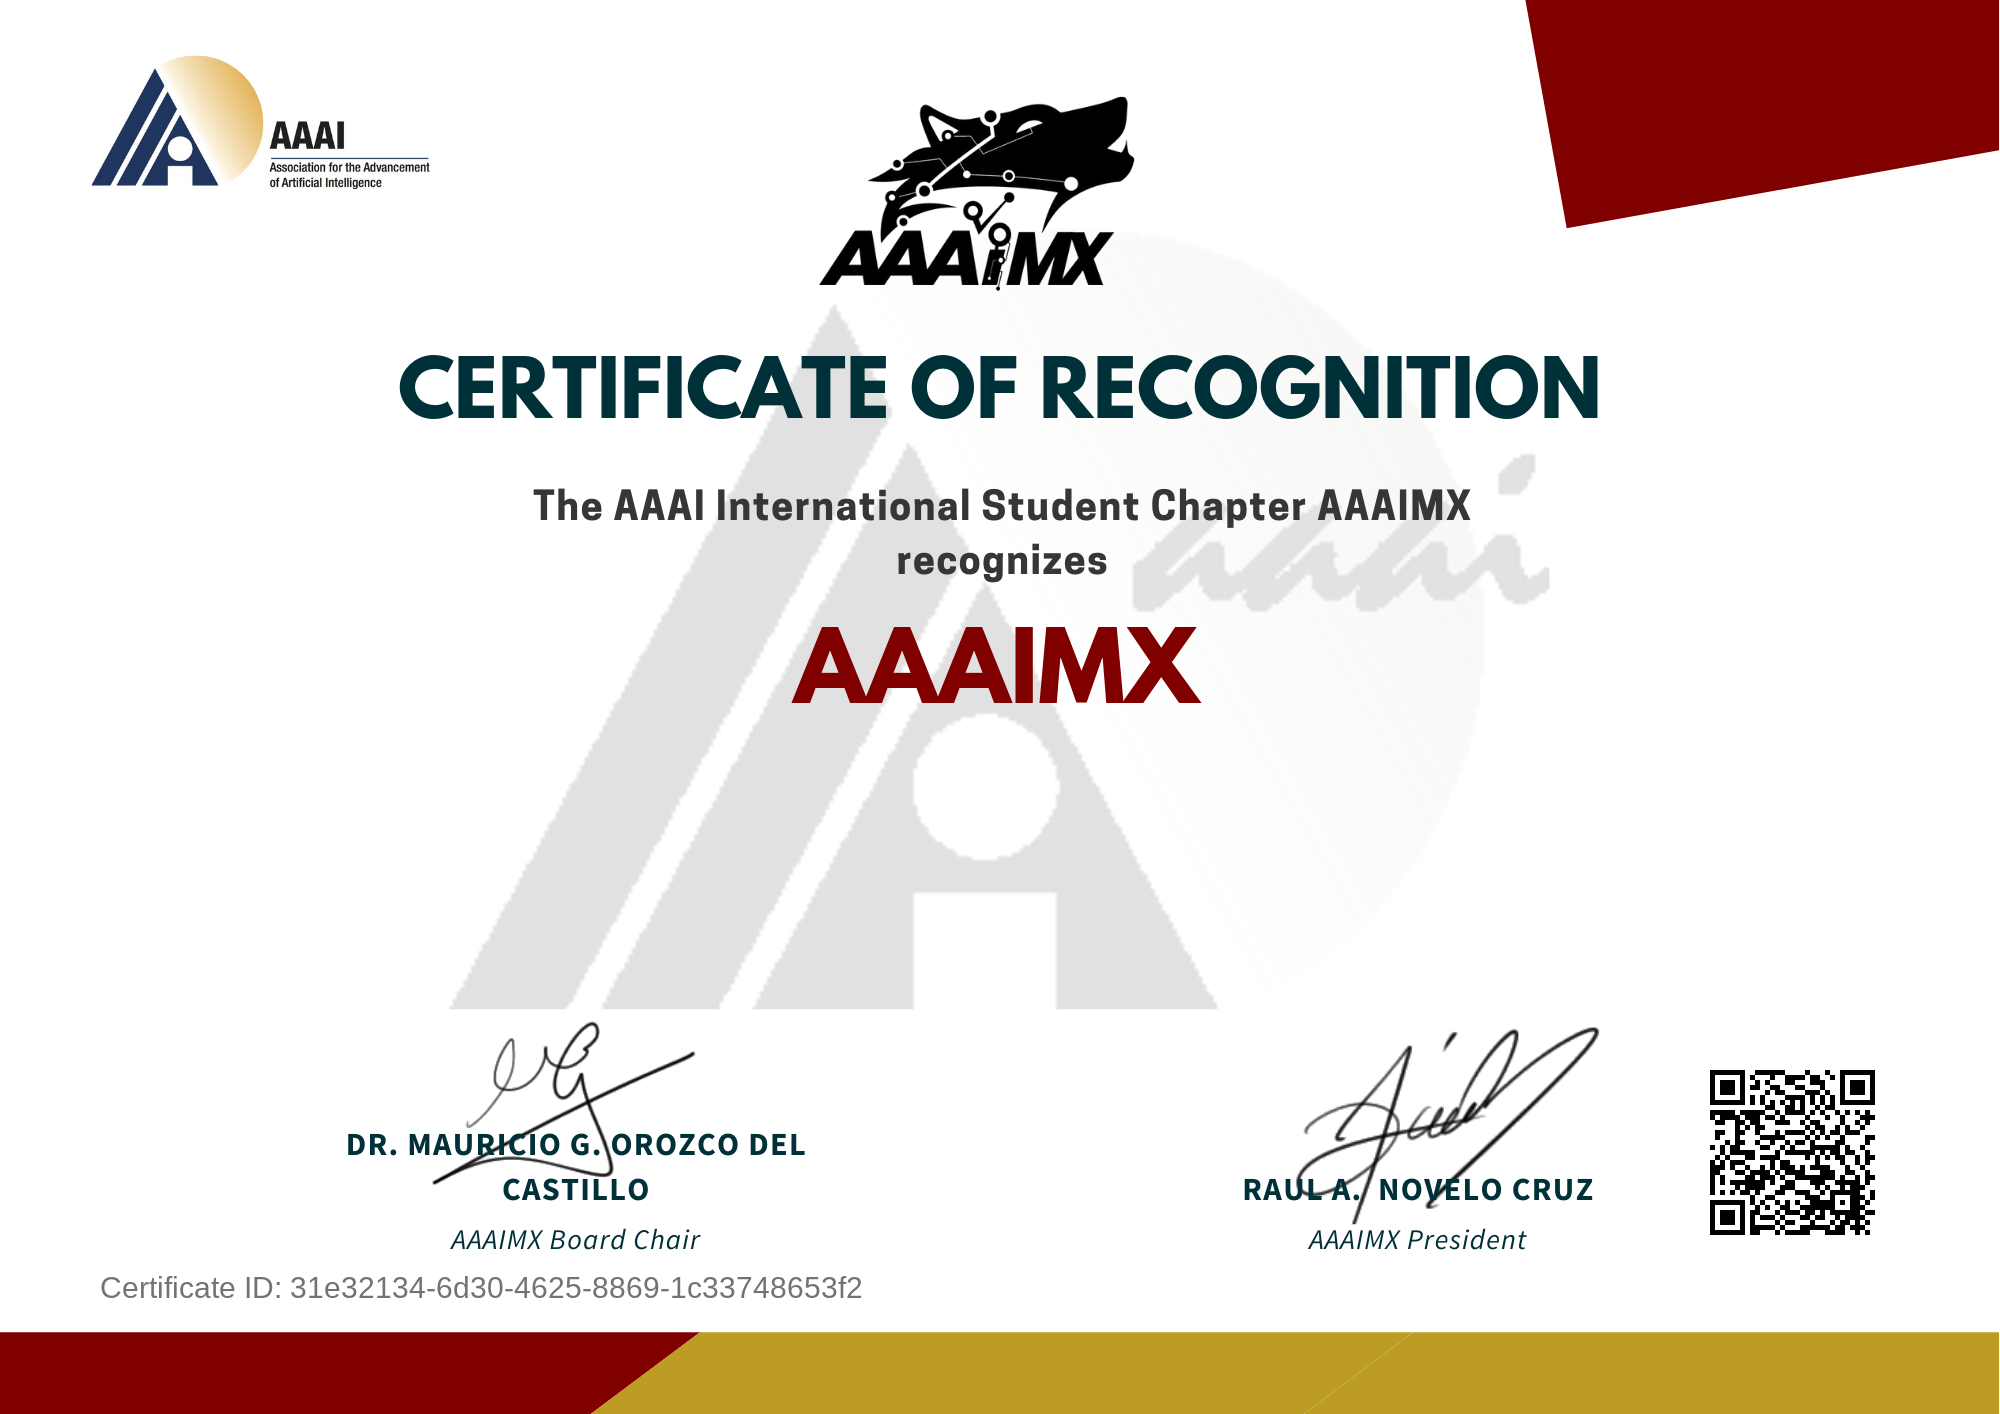 AAAI
Association for the Advancement
of Artificial Intelligence
AAAiMX
CERTIFICATE OF RECOGNITION
The AAAI International Student Chapter AAAIMX
recognizes
aaai
AAAIMX
DR. MAURICIO G. OROZCO DEL
CASTILLO
AAAIMX Board Chair
RAUL A. NOVELO CRUZ
AAAIMX President
Certificate ID: 31e32134-6d30-4625-8869-1c33748653f2